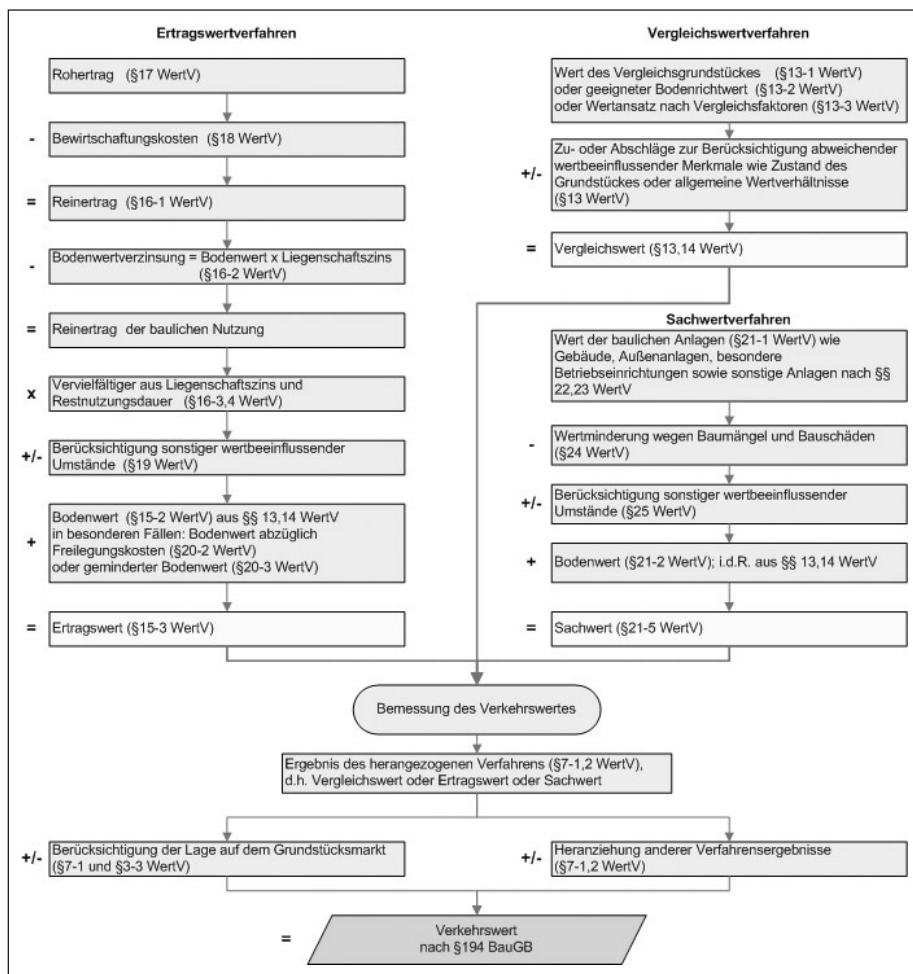 Ertragswertverfahren
Rohertrag (§17 WertV)
- Bewirtschaftungskosten (§18 WertV)
= Reinertrag (§16-1 WertV)
- Bodenwertverzinsung = Bodenwert x Liegenschaftszins
(§16-2 WertV)
= Reinertrag der baulichen Nutzung
x Vervielfältiger aus Liegenschaftszins und
Restnutzungsdauer (§16-3,4 WertV)
+/- Berücksichtigung sonstiger wertbeeinflussender
Umstände (§19 WertV)
Bodenwert (§15-2 WertV) aus §§ 13,14 WertV
in besonderen Fällen: Bodenwert abzüglich
+ Freilegungskosten (§20-2 WertV)
oder geminderter Bodenwert (§20-3 WertV)
= Ertragswert (§15-3 WertV)
Vergleichswertverfahren
Wert des Vergleichsgrundstückes (§13-1 WertV)
oder geeigneter Bodenrichtwert (§13-2 WertV)
oder Wertansatz nach Vergleichsfaktoren (§13-3 WertV)
Zu- oder Abschläge zur Berücksichtigung abweichender
+/- wertbeeinflussender Merkmale wie Zustand des
Grundstückes oder allgemeine Wertverhältnisse
(§13 WertV)
= Vergleichswert (§13,14 WertV)
Sachwertverfahren
Wert der baulichen Anlagen (§21-1 WertV) wie
Gebäude, Außenanlagen, besondere
Betriebseinrichtungen sowie sonstige Anlagen nach §§
22,23 WertV
- Wertminderung wegen Baumängel und Bauschäden
(§24 WertV)
+/- Berücksichtigung sonstiger wertbeeinflussender
Umstände (§25 WertV)
+ Bodenwert (§21-2 WertV); i.d.R. aus §§ 13,14 WertV
= Sachwert (§21-5 WertV)
Bemessung des Verkehrswertes
Ergebnis des herangezogenen Verfahrens (§7-1,2 WertV),
d.h. Vergleichswert oder Ertragswert oder Sachwert
+/- Berücksichtigung der Lage auf dem Grundstücksmarkt
(§7-1 und §3-3 WertV)
+/- Heranziehung anderer Verfahrensergebnisse
(§7-1,2 WertV)
Verkehrswert
= nach §194 BauGB